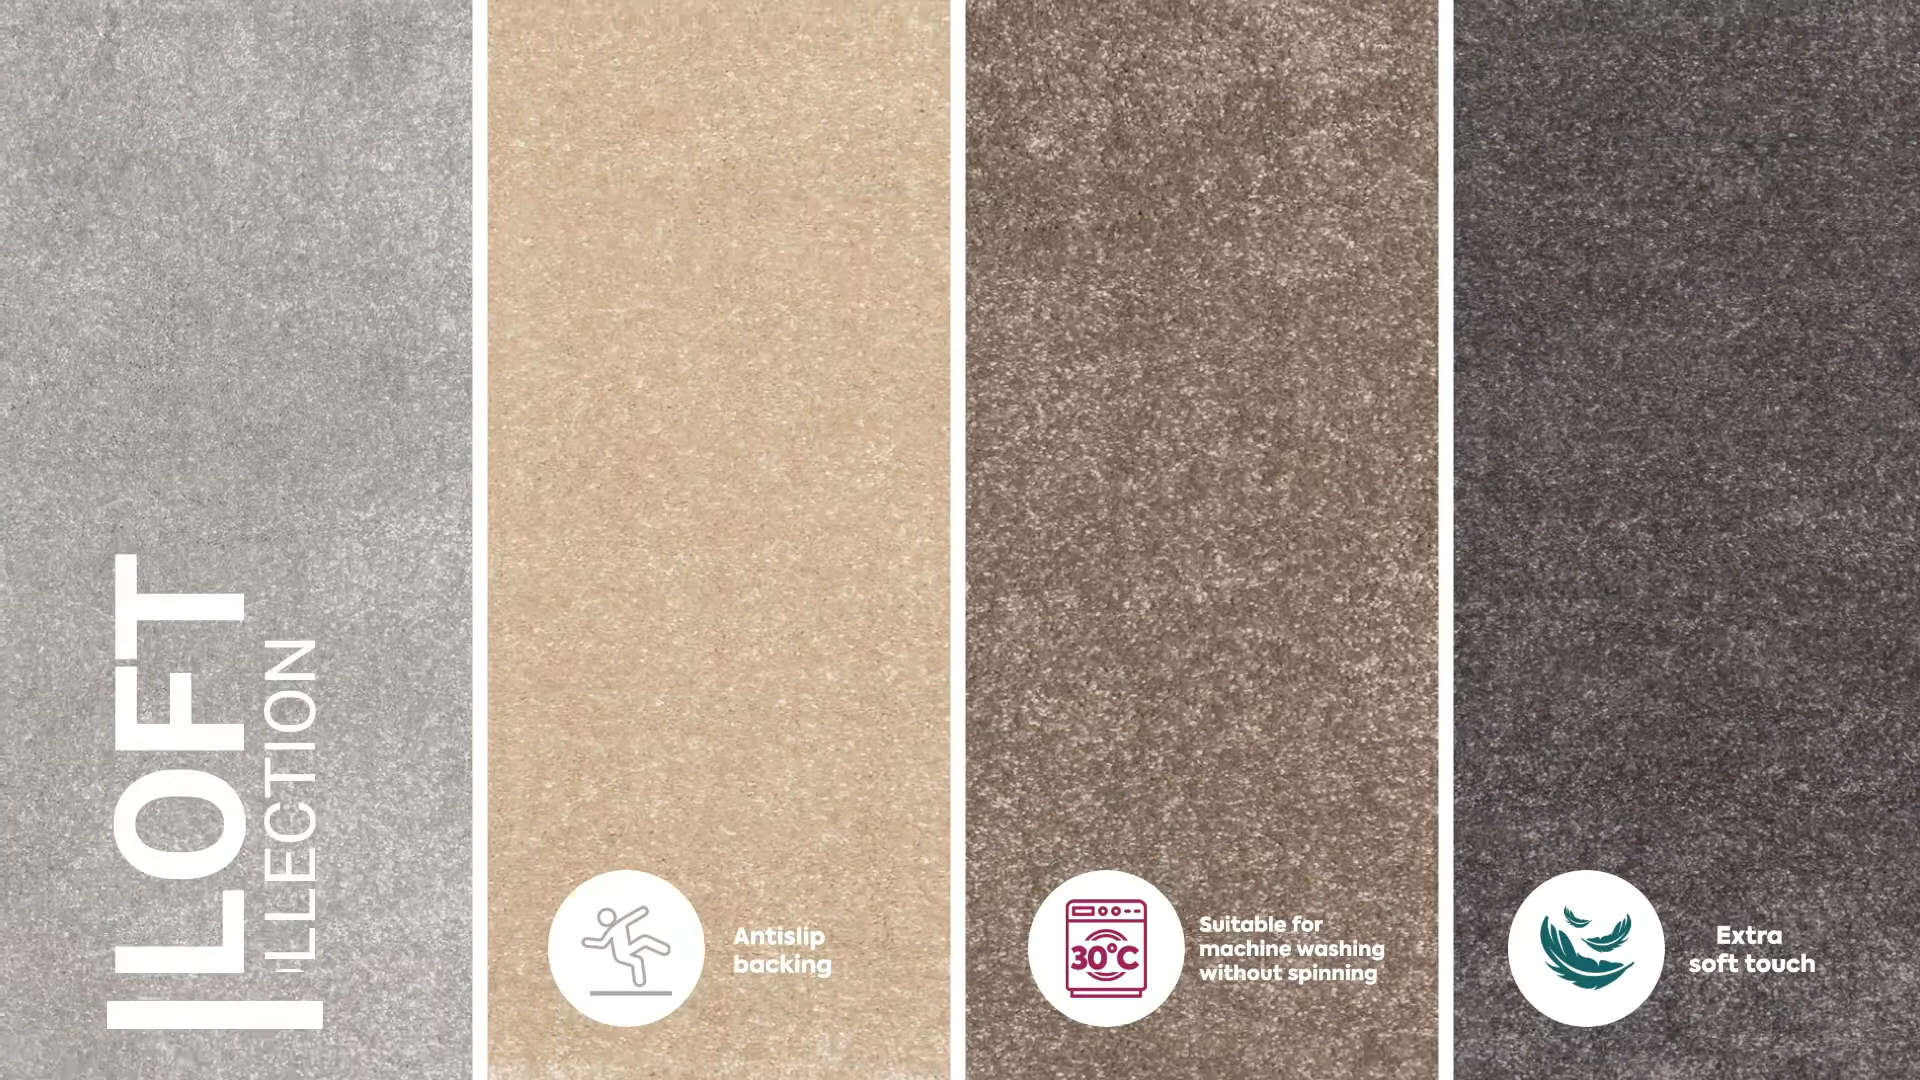 LOFT
LLECTION
Antislip
backing
30°C
Suitable for
machine washing
without spinning
Extra
soft touch